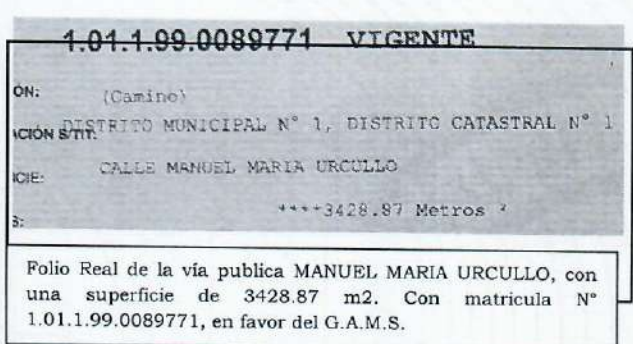 1.01.1.99.0089771 VIGENTE
ÓN: (Camino)
ACIÓN S/TIT: DISTRITO MUNICIPAL N° 1, DISTRITO CATASTRAL N° 1
ICIE: CALLE MANUEL MARIA URCULLO
S: ****3428.87 Metros ²
Folio Real de la vía publica MANUEL MARIA URCULLO, con
una superficie de 3428.87 m2. Con matricula N°
1.01.1.99.0089771, en favor del G.A.M.S.